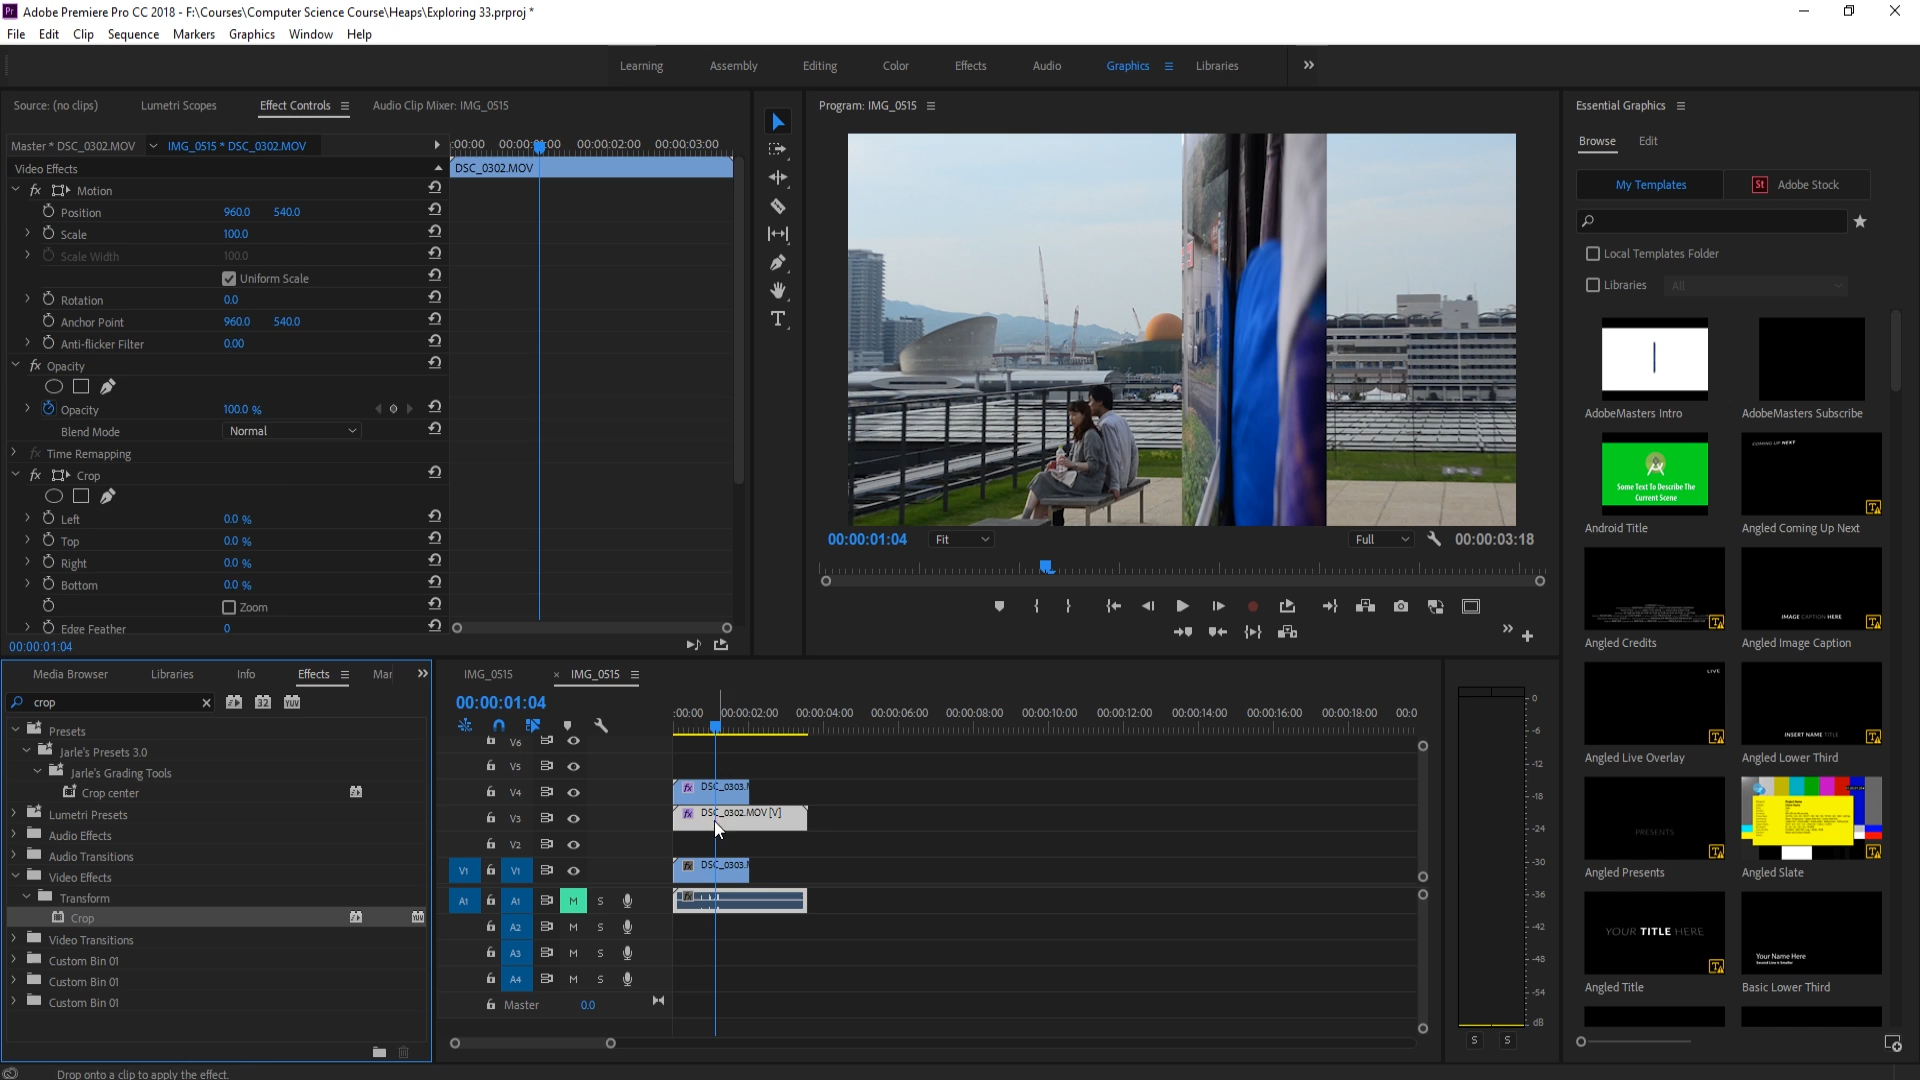 Adobe Premiere Pro CC 2018 - F:\Courses\Computer Science Course\Heaps\Exploring 33.prproj *
File Edit Clip Sequence Markers Graphics Window Help
Learning Assembly Editing Color Effects Audio Graphics Libraries
Source: (no clips) Lumetri Scopes Effect Controls Audio Clip Mixer: IMG_0515
Master * DSC_0302.MOV IMG_0515 * DSC_0302.MOV
:00:00 00:00:02:00 00:00:03:00
Video Effects
DSC_0302.MOV
fx Motion
Position 960.0 540.0
Scale 100.0
Scale Width 100.0
Uniform Scale
Rotation 0.0
Anchor Point 960.0 540.0
Anti-flicker Filter 0.00
fx Opacity
Opacity 100.0 %
Blend Mode Normal
fx Time Remapping
fx Crop
Left 0.0 %
Top 0.0 %
Right 0.0 %
Bottom 0.0 %
Zoom
Edge Feather 0
00:00:01:04
Program: IMG_0515
00:00:01:04 Fit Full 00:00:03:18
Essential Graphics
Browse Edit
My Templates St Adobe Stock
Local Templates Folder
Libraries All
AdobeMasters Intro AdobeMasters Subscribe
Some Text To Describe The
Current Scene
COMING UP NEXT
Android Title Angled Coming Up Next
IMAGE CAPTION HERE
Angled Credits Angled Image Caption
LIVE
INSERT NAME TITLE
Angled Live Overlay Angled Lower Third
PRESENTS
Angled Presents Angled Slate
YOUR TITLE HERE
Your Name Here
Angled Title Basic Lower Third
Media Browser Libraries Info Effects Mar
crop
32 YUV
Presets
Jarle's Presets 3.0
Jarle's Grading Tools
Crop center
Lumetri Presets
Audio Effects
Audio Transitions
Video Effects
Transform
Crop
Video Transitions
Custom Bin 01
Custom Bin 01
Custom Bin 01
Drop onto a clip to apply the effect.
IMG_0515 × IMG_0515
00:00:01:04
:00:00 00:00:02:00 00:00:04:00 00:00:06:00 00:00:08:00 00:00:10:00 00:00:12:00 00:00:14:00 00:00:16:00 00:00:18:00 00:0
V6
V5
V4 fx DSC_0303.
V3 fx DSC_0302.MOV [V]
V2
V1 V1 fx DSC_0303.
A1 A1 M S fx
A2 M S
A3 M S
A4 M S
Master 0.0
0
-6
-12
-18
-24
-30
-36
-42
-48
-54
dB
S S